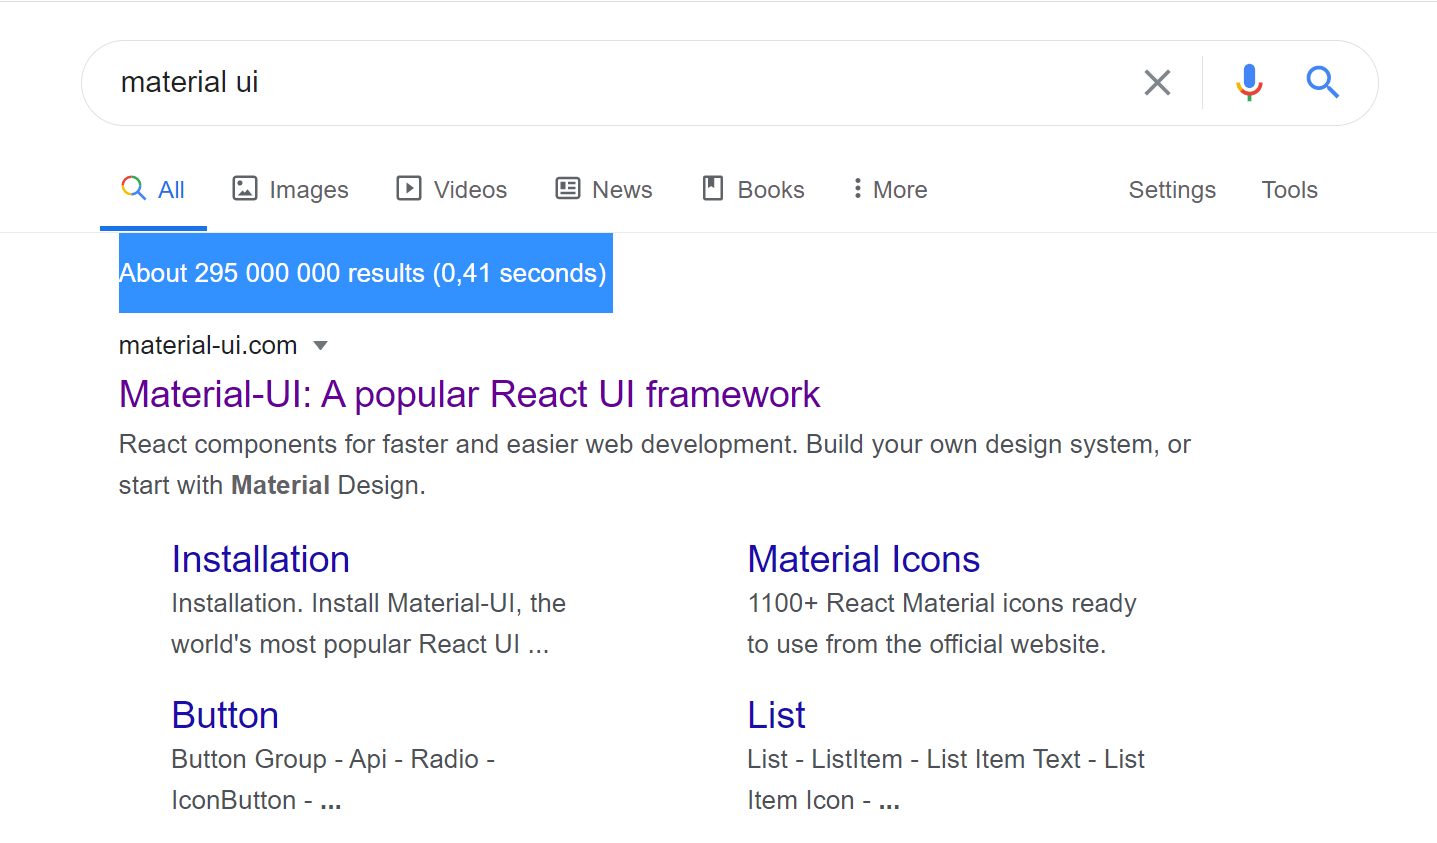 material ui
All Images Videos News Books More Settings Tools
About 295 000 000 results (0,41 seconds)
material-ui.com
Material-UI: A popular React UI framework
React components for faster and easier web development. Build your own design system, or
start with Material Design.
Installation
Installation. Install Material-UI, the
world's most popular React UI ...
Material Icons
1100+ React Material icons ready
to use from the official website.
Button
Button Group - Api - Radio -
IconButton - ...
List
List - ListItem - List Item Text - List
Item Icon - ...